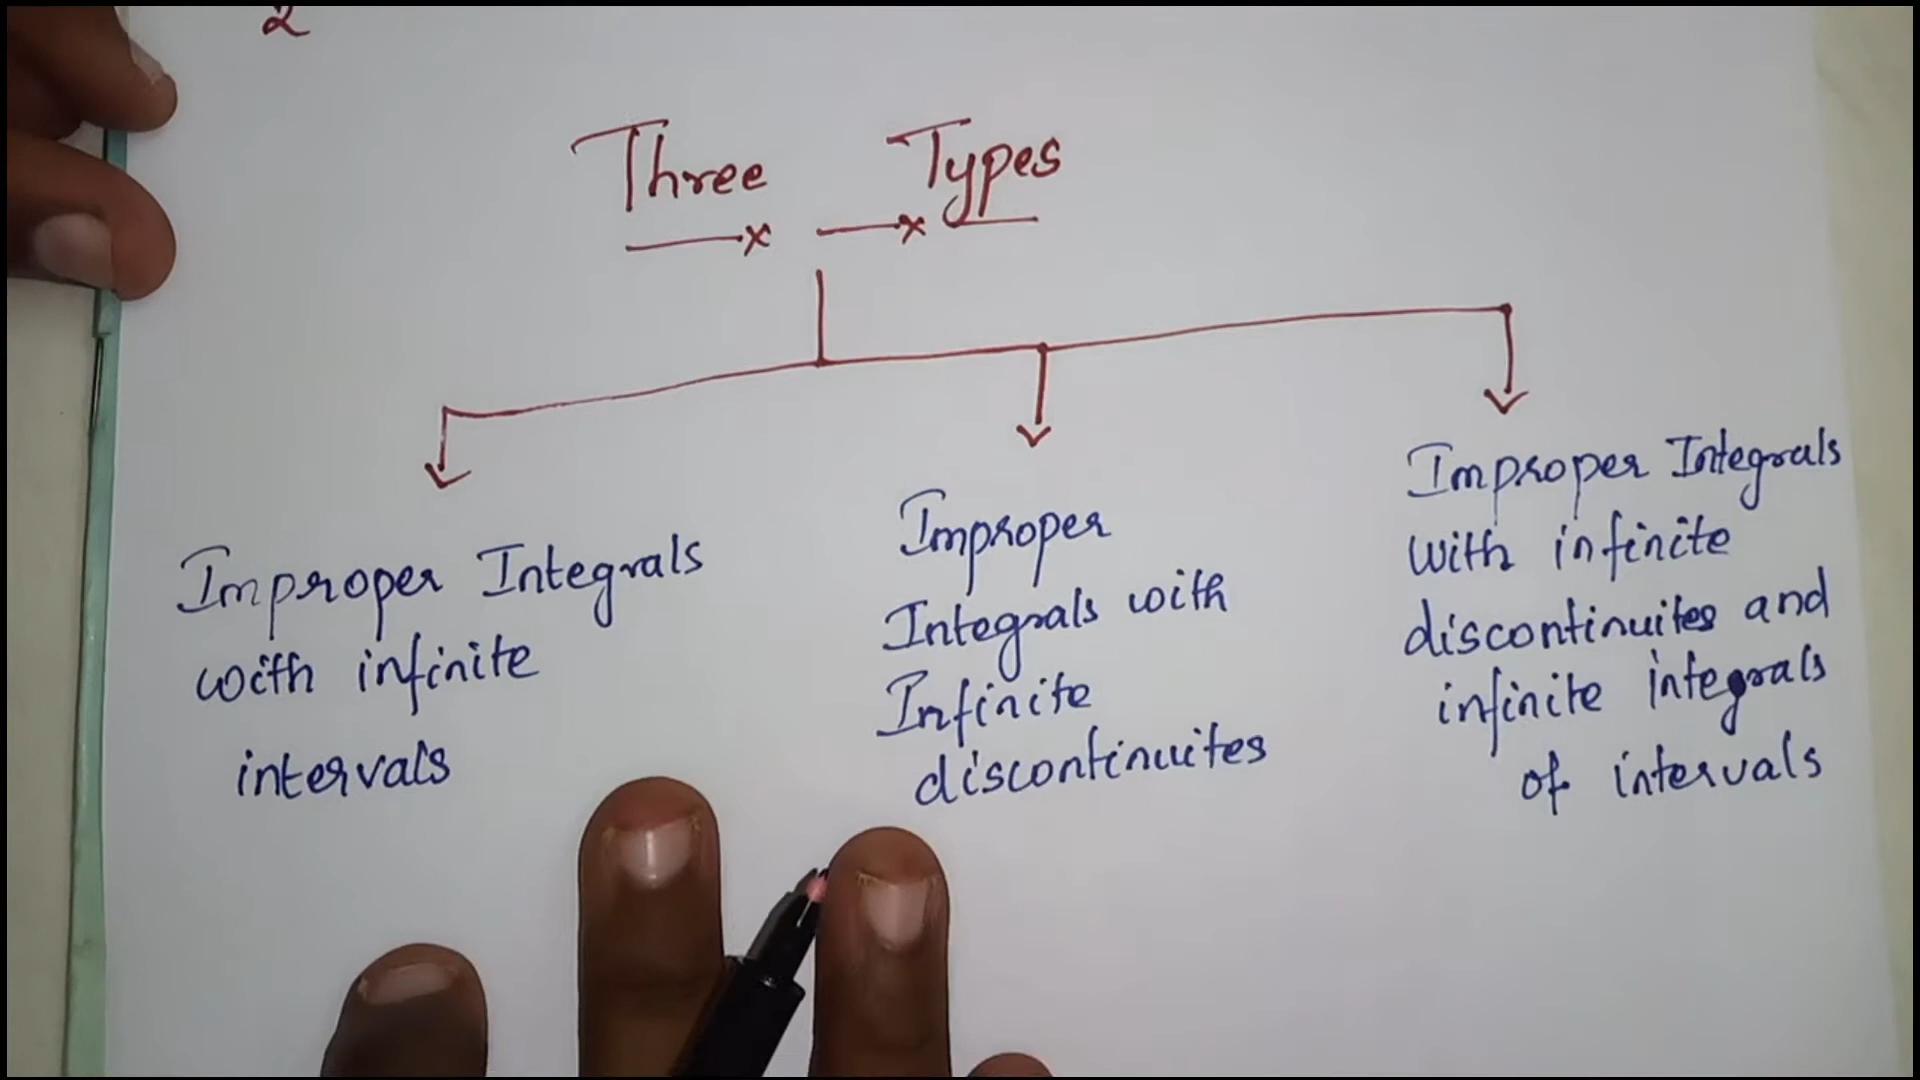 2
Three Types
Improper Integrals
with infinite
intervals
Improper
Integrals with
Infinite
discontinuites
Improper Integrals
with infinite
discontinuites and
infinite integrals
of intervals